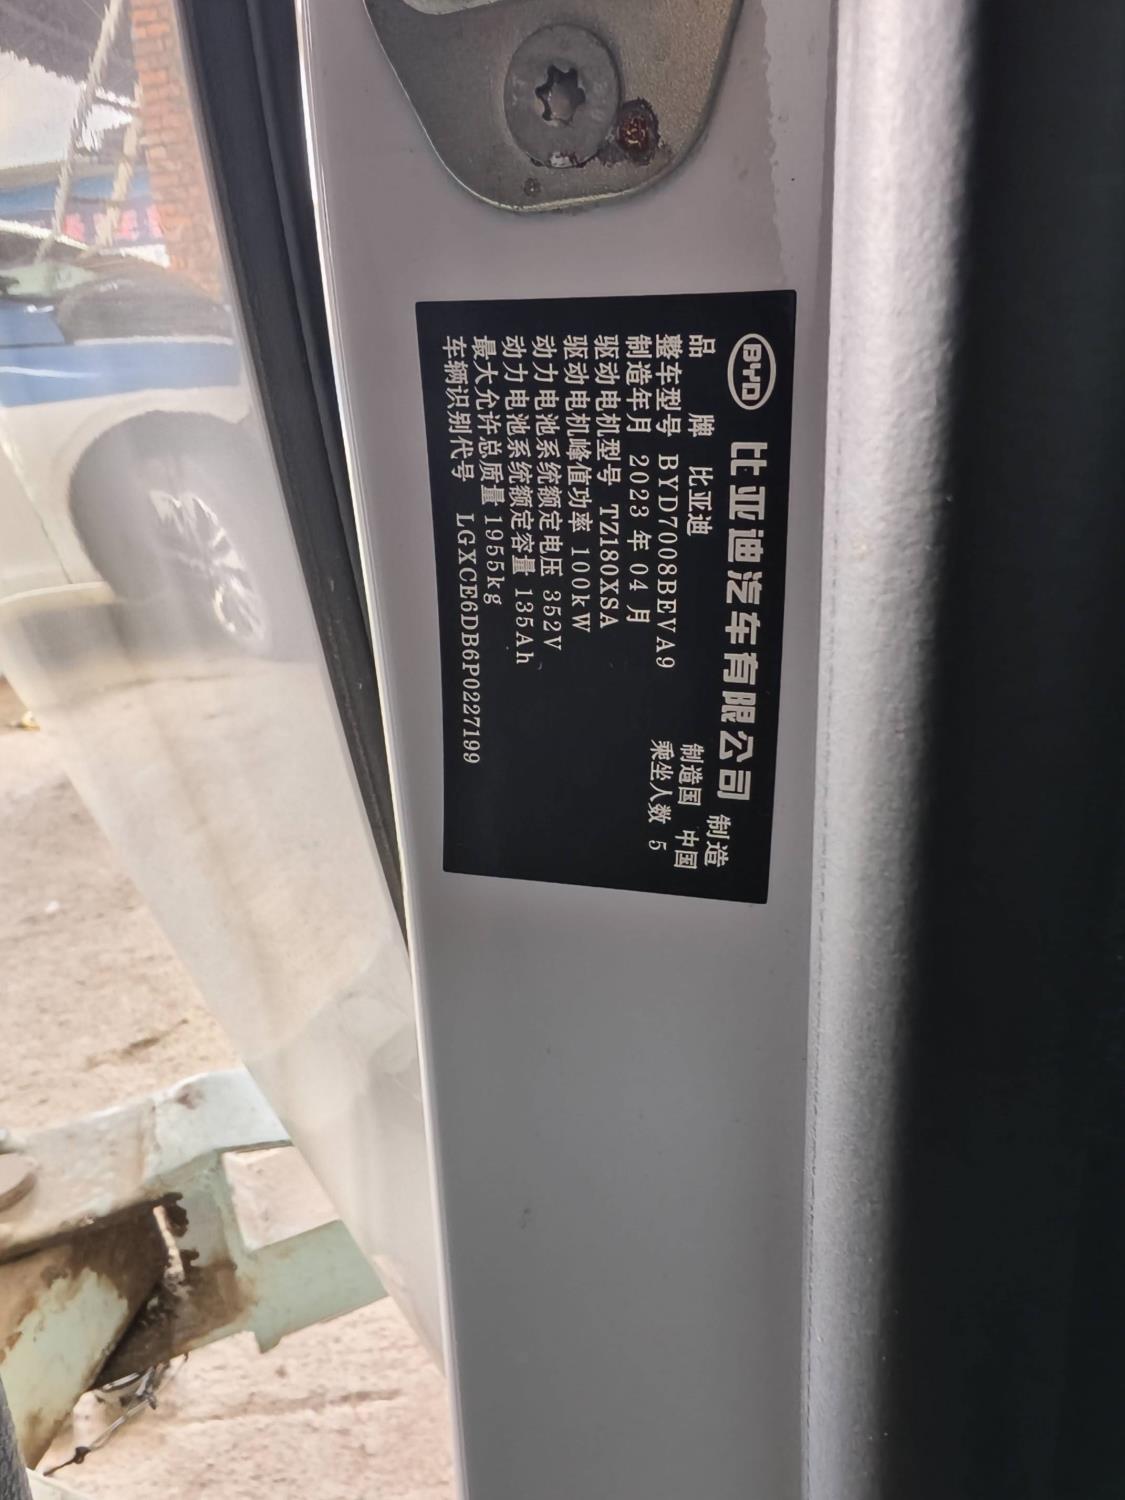 BYD 比亚迪汽车有限公司 制造
品牌 比亚迪 制造国 中国
整车型号 BYD7008BEVA9 乘坐人数 5
制造年月 2023 年 04 月
驱动电机型号 TZ180XSA
驱动电机峰值功率 100kW
动力电池系统额定电压 352V
动力电池系统额定容量 135Ah
最大允许总质量 1955kg
车辆识别代号 LGXCE6DB6P0227199